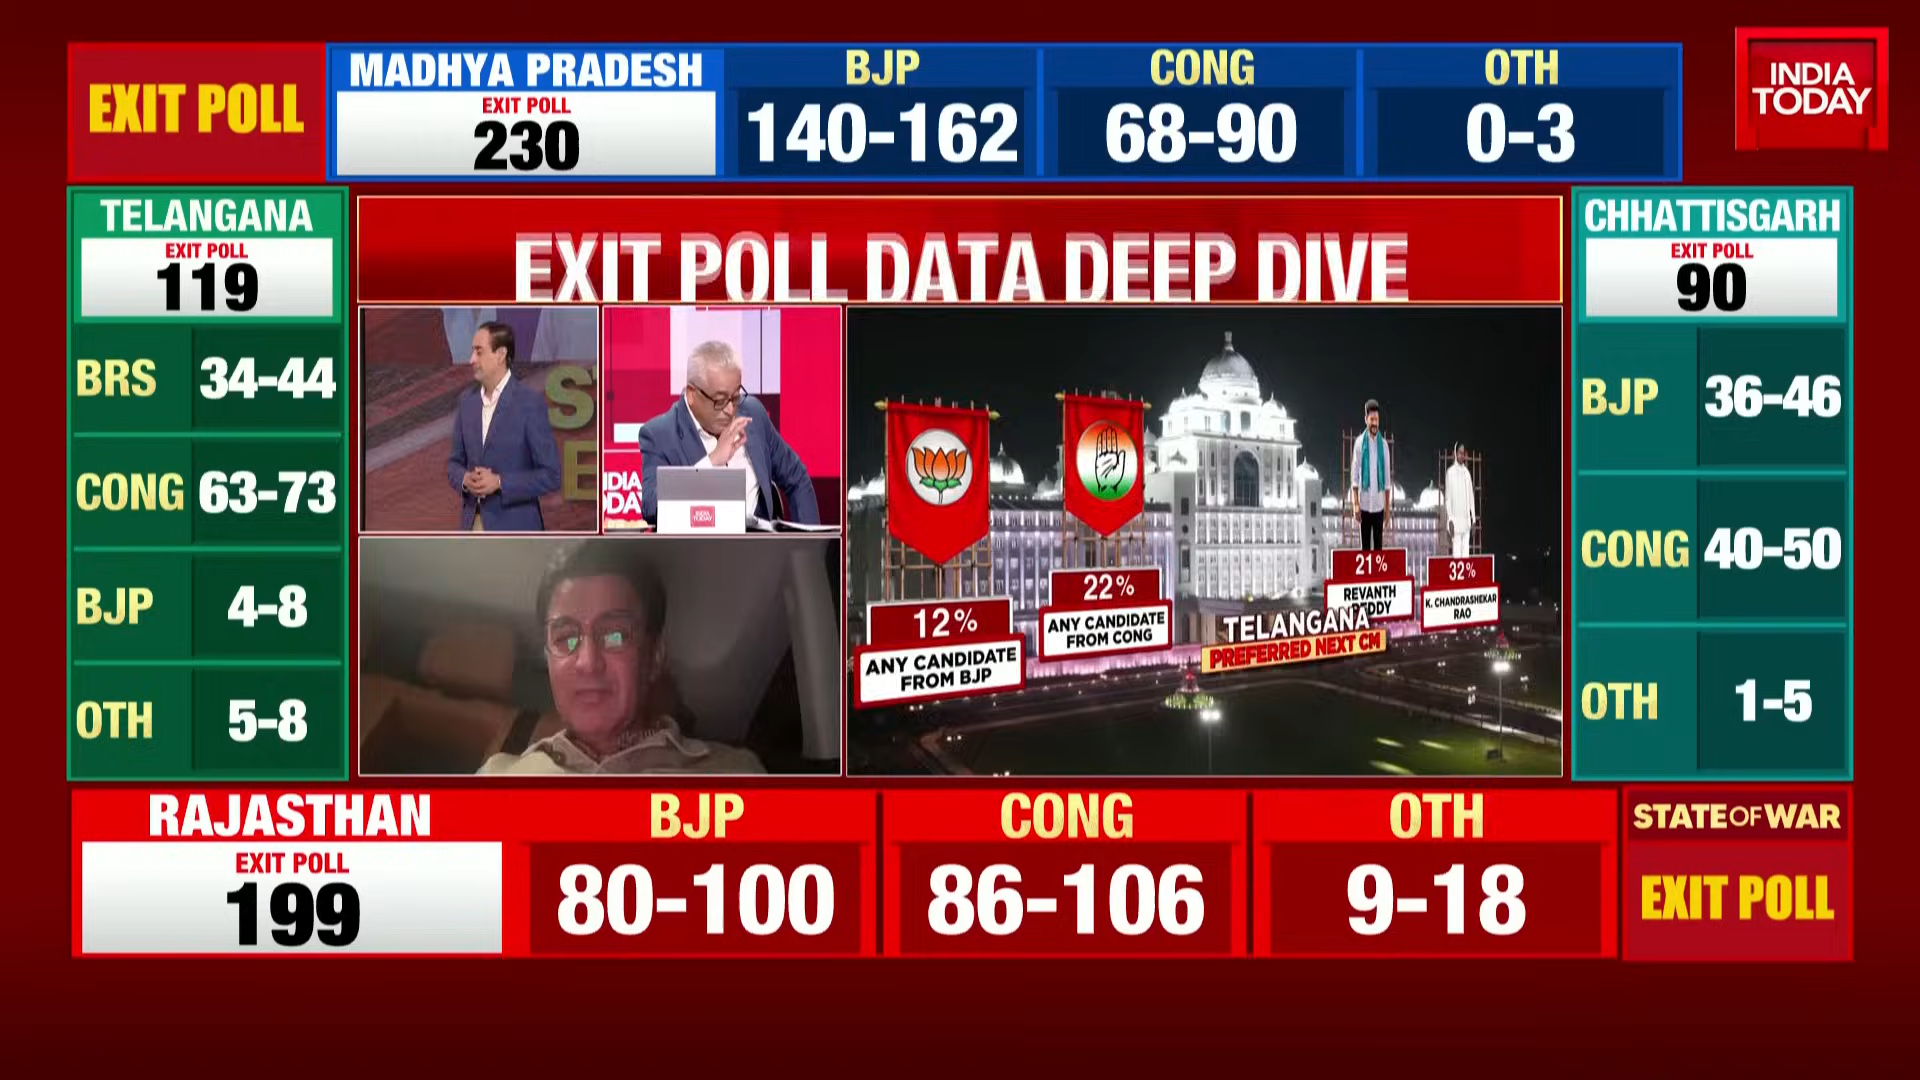 EXIT POLL
MADHYA PRADESH
EXIT POLL
230
BJP
140-162
CONG
68-90
OTH
0-3
INDIA
TODAY
TELANGANA
EXIT POLL
119
BRS 34-44
CONG 63-73
BJP 4-8
OTH 5-8
EXIT POLL DATA DEEP DIVE
INDIA
TODAY
12%
ANY CANDIDATE
FROM BJP
22%
ANY CANDIDATE
FROM CONG
21%
REVANTH
32%
K. CHANDRASHEKAR
RAO
TELANGANA
PREFERRED NEXT CM
CHHATTISGARH
EXIT POLL
90
BJP 36-46
CONG 40-50
OTH 1-5
RAJASTHAN
EXIT POLL
199
BJP
80-100
CONG
86-106
OTH
9-18
STATE OF WAR
EXIT POLL